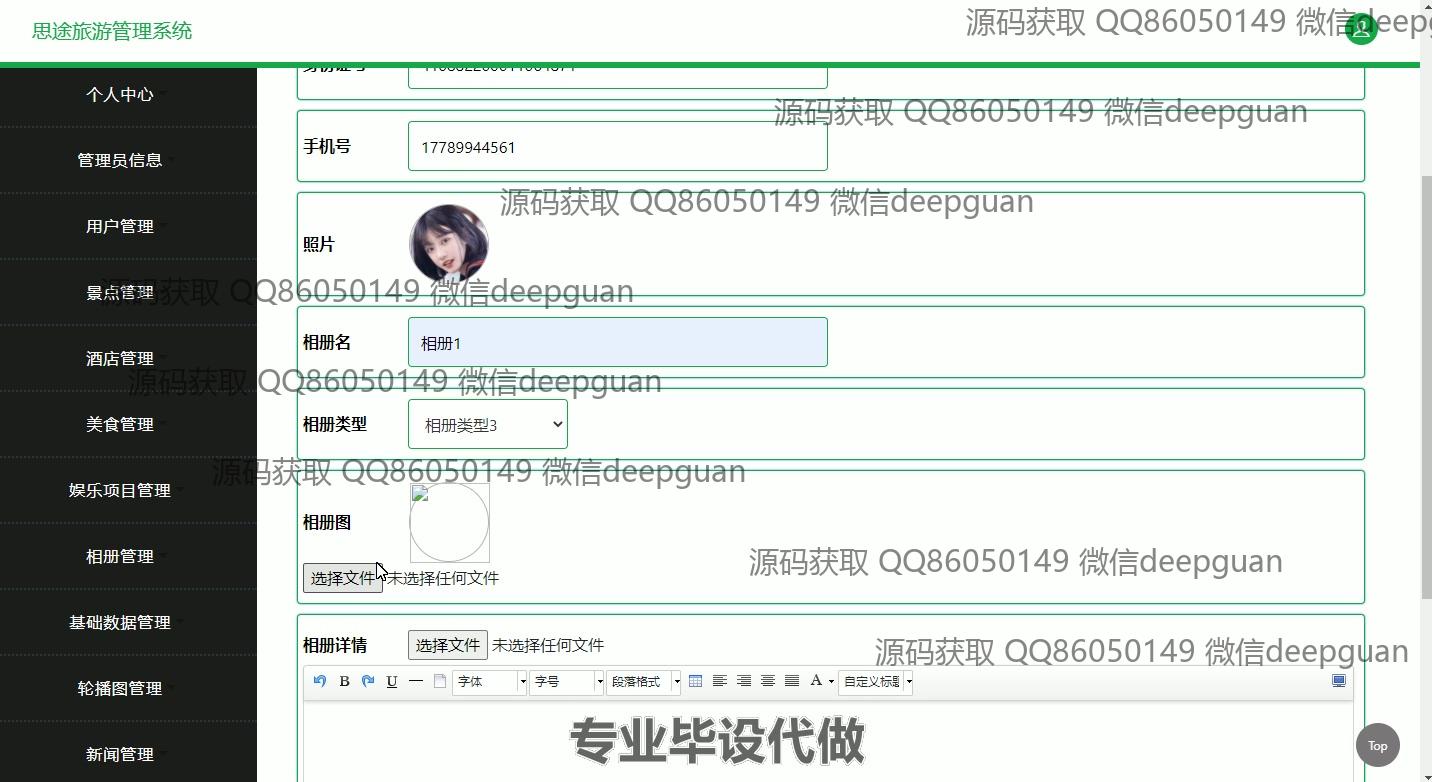 思途旅游管理系统
源码获取 QQ86050149 微信deepg
个人中心
源码获取 QQ86050149 微信deepguan
手机号
17789944561
管理员信息
源码获取 QQ86050149 微信deepguan
用户管理
照片
源码获取 QQ86050149 微信deepguan
景点管理
相册名
相册1
酒店管理
源码获取 QQ86050149 微信deepguan
美食管理
相册类型
相册类型3
源码获取 QQ86050149 微信deepguan
娱乐项目管理
相册图
相册管理
源码获取 QQ86050149 微信deepguan
选择文件 未选择任何文件
基础数据管理
相册详情
选择文件 未选择任何文件
源码获取 QQ86050149 微信deepguan
轮播图管理
B U 字体 字号 段落格式 A 自定义标题
新闻管理
专业毕设代做
Top